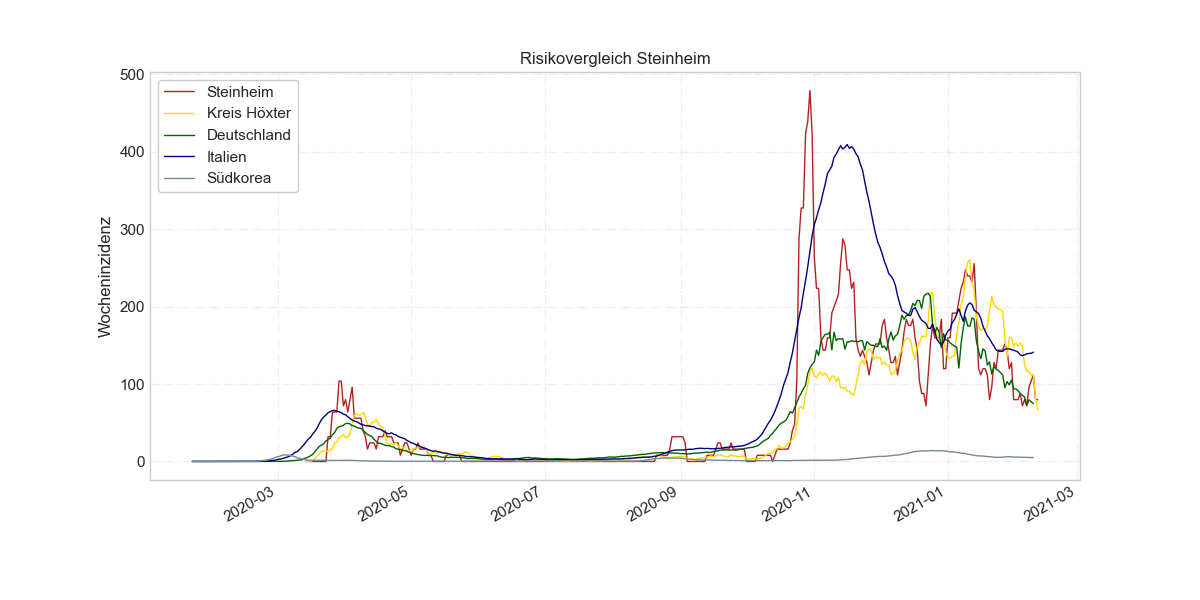 Risikovergleich Steinheim
500
400
300
200
100
0
Wocheninzidenz
Steinheim
Kreis Höxter
Deutschland
Italien
Südkorea
2020-03
2020-05
2020-07
2020-09
2020-11
2021-01
2021-03